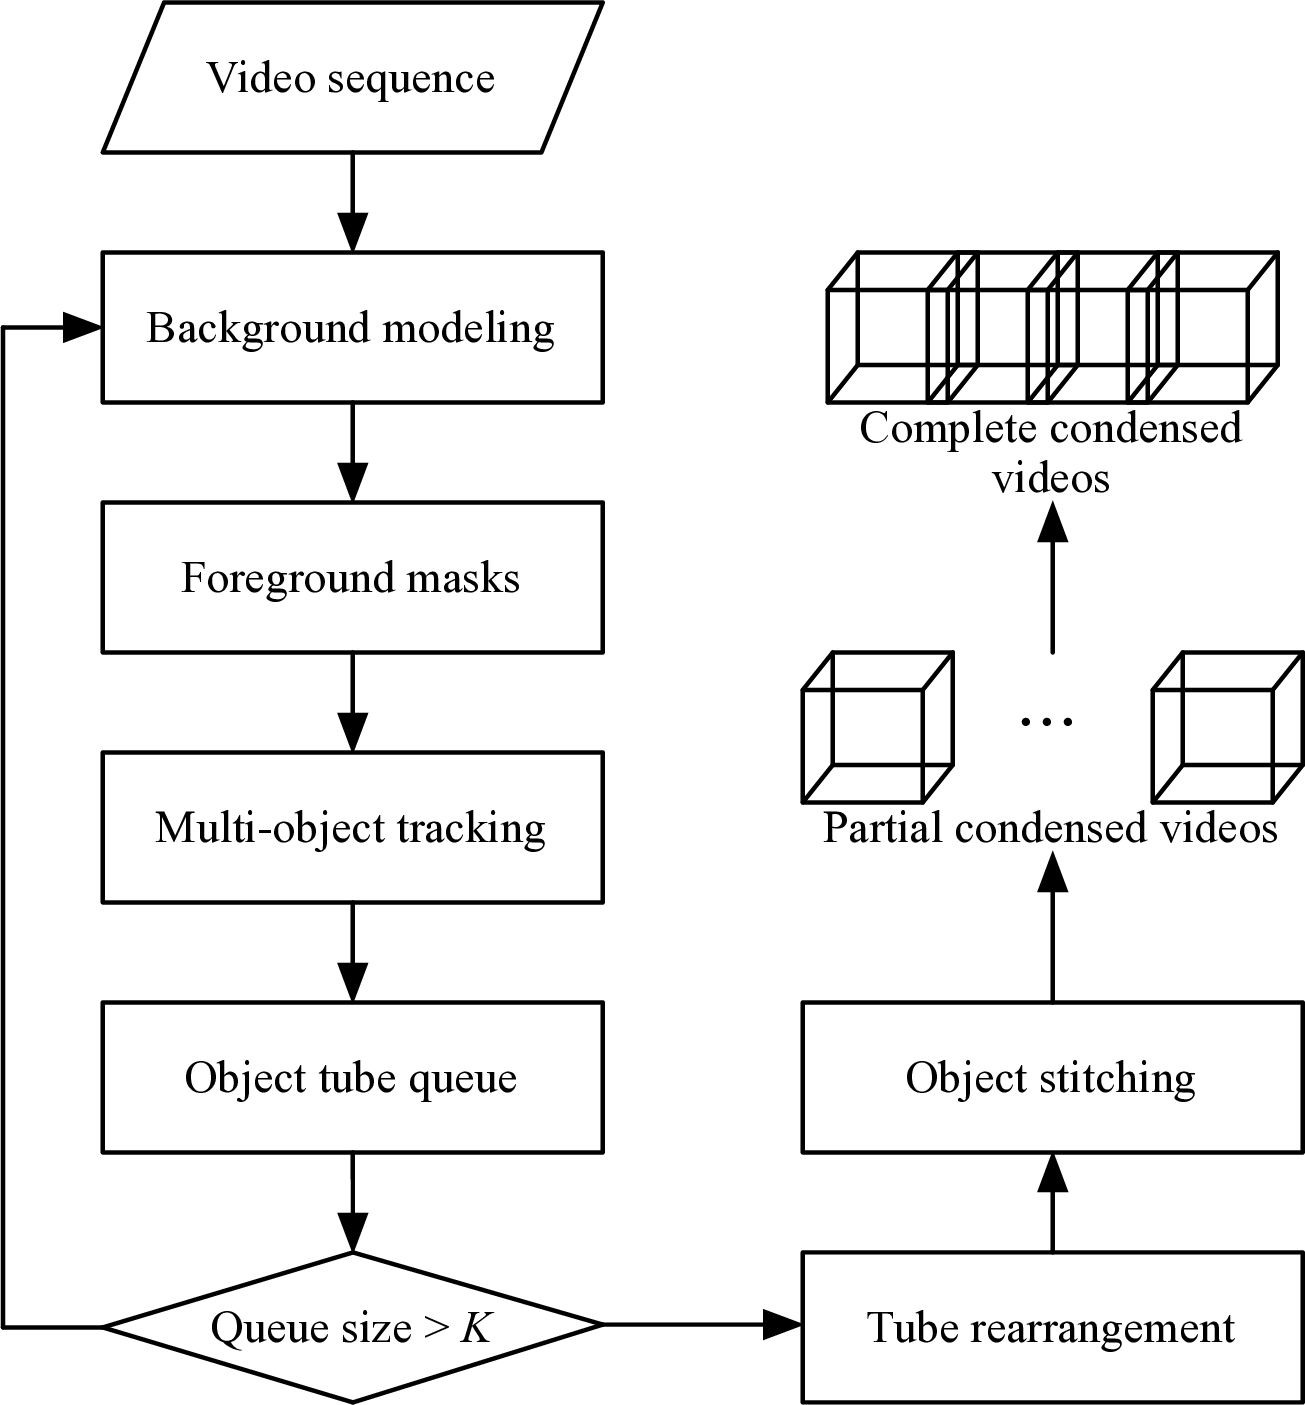 Video sequence
Background modeling
Foreground masks
Multi-object tracking
Object tube queue
Queue size > K
Tube rearrangement
Object stitching
...
Partial condensed videos
Complete condensed
videos